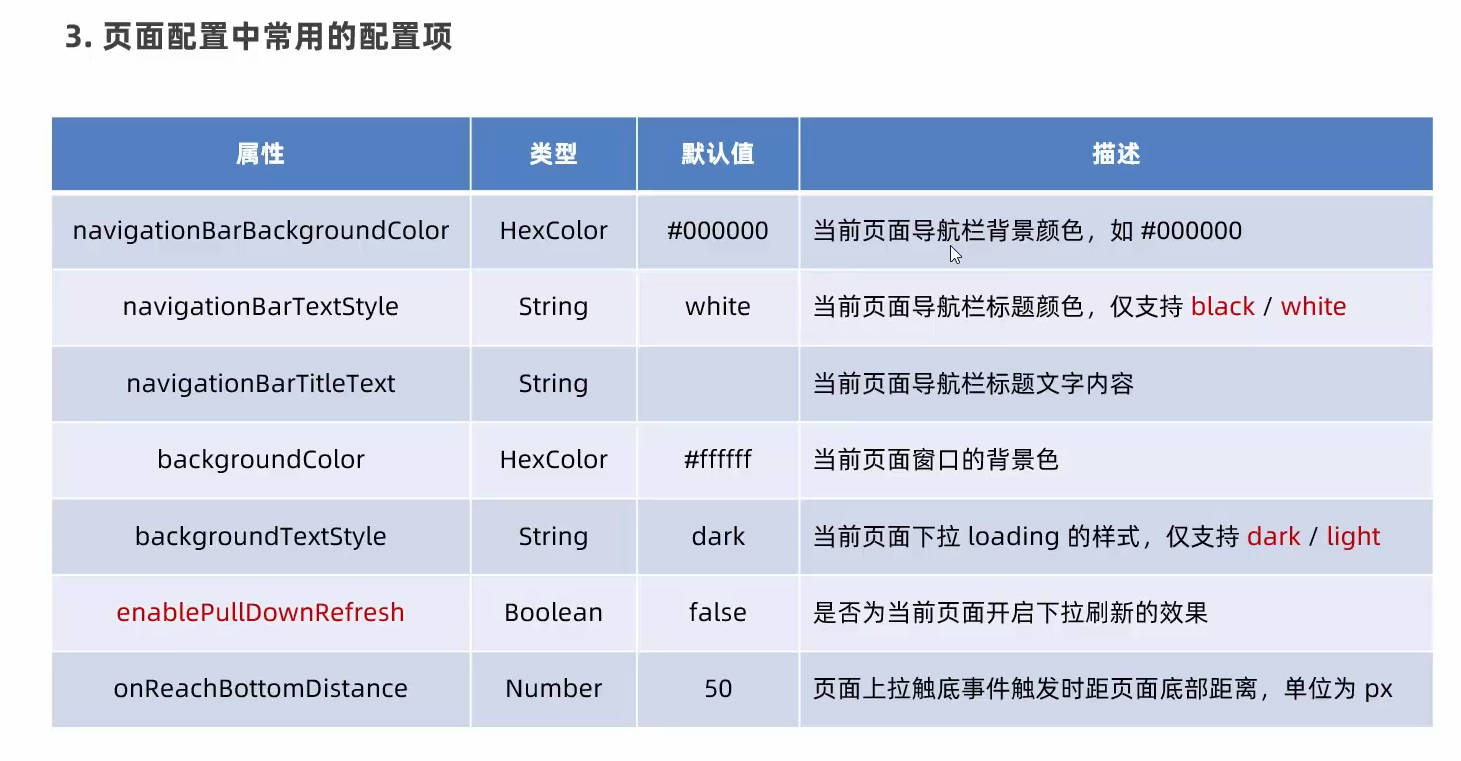 3. 页面配置中常用的配置项
属性 类型 默认值 描述
navigationBarBackgroundColor HexColor #000000 当前页面导航栏背景颜色，如 #000000
navigationBarTextStyle String white 当前页面导航栏标题颜色，仅支持 black / white
navigationBarTitleText String 当前页面导航栏标题文字内容
backgroundColor HexColor #ffffff 当前页面窗口的背景色
backgroundTextStyle String dark 当前页面下拉 loading 的样式，仅支持 dark / light
enablePullDownRefresh Boolean false 是否为当前页面开启下拉刷新的效果
onReachBottomDistance Number 50 页面上拉触底事件触发时距页面底部距离，单位为 px